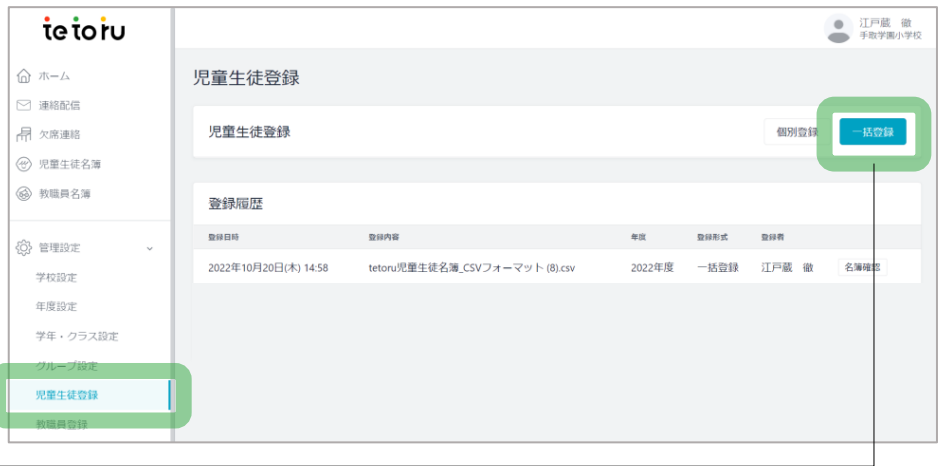 tetoru
江戸蔵 徹
手取学園小学校
ホーム
連絡配信
欠席連絡
児童生徒名簿
教職員名簿
管理設定
学校設定
年度設定
学年・クラス設定
グループ設定
児童生徒登録
教職員登録
児童生徒登録
児童生徒登録 個別登録 一括登録
登録履歴
登録日時 登録内容 年度 登録形式 登録者
2022年10月20日(木) 14:58 tetoru児童生徒名簿_CSVフォーマット (8).csv 2022年度 一括登録 江戸蔵 徹 名簿確認